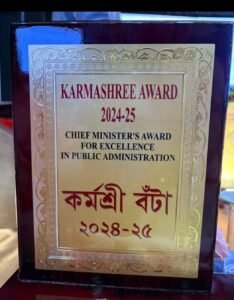 KARMASHREE AWARD
2024-25
CHIEF MINISTER'S AWARD
FOR EXCELLENCE
IN PUBLIC ADMINISTRATION
কৰ্মশ্ৰী বঁটা
২০২৪-২৫